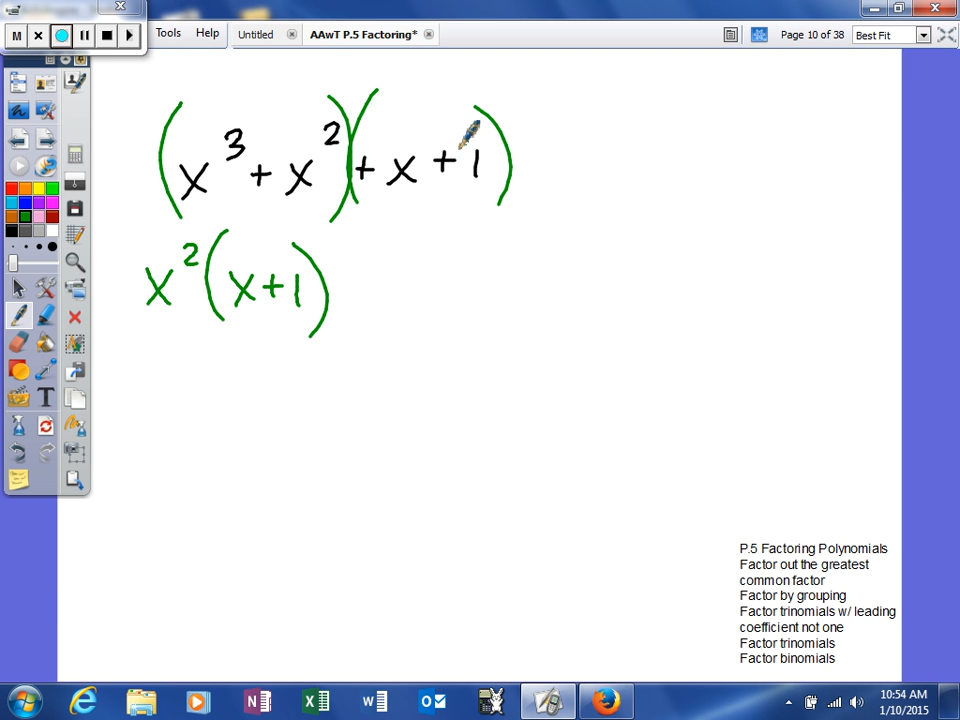 M
Tools Help Untitled AAwT P.5 Factoring* Page 10 of 38 Best Fit
(x³ + x²)(+ x + 1)
x²(x+1)
T
P.5 Factoring Polynomials
Factor out the greatest
common factor
Factor by grouping
Factor trinomials w/ leading
coefficient not one
Factor trinomials
Factor binomials
10:54 AM
1/10/2015